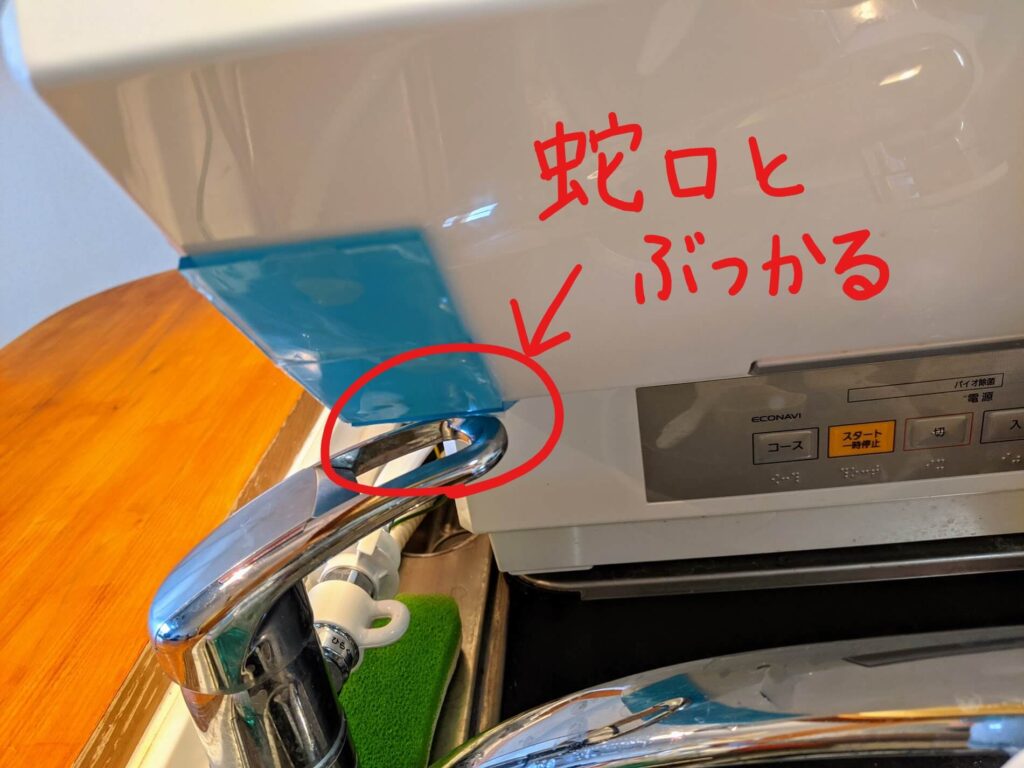 蛇口と
ぶっかる
バイオ除菌
電源
ECONAVI
コース
スタート
一時停止
切
入